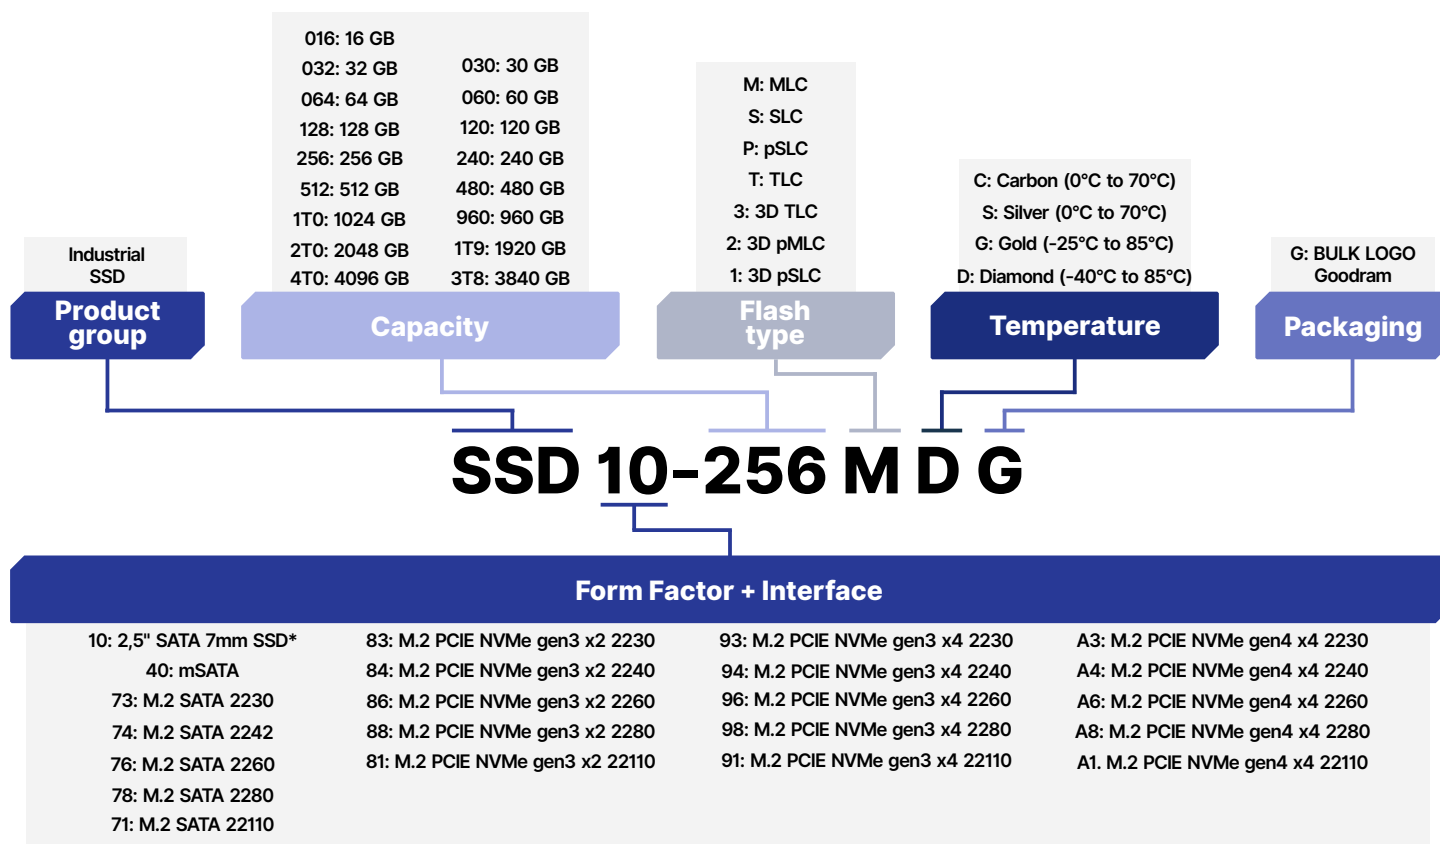 016: 16 GB
032: 32 GB
064: 64 GB
128: 128 GB
256: 256 GB
512: 512 GB
1T0: 1024 GB
2T0: 2048 GB
4T0: 4096 GB
030: 30 GB
060: 60 GB
120: 120 GB
240: 240 GB
480: 480 GB
960: 960 GB
1T9: 1920 GB
3T8: 3840 GB
M: MLC
S: SLC
P: pSLC
T: TLC
3: 3D TLC
2: 3D pMLC
1: 3D pSLC
C: Carbon (0°C to 70°C)
S: Silver (0°C to 70°C)
G: Gold (-25°C to 85°C)
D: Diamond (-40°C to 85°C)
Industrial
SSD
G: BULK LOGO
Goodram
Product
group
Capacity
Flash
type
Temperature
Packaging
SSD 10-256 M D G
Form Factor + Interface
10: 2,5" SATA 7mm SSD*
40: mSATA
73: M.2 SATA 2230
74: M.2 SATA 2242
76: M.2 SATA 2260
78: M.2 SATA 2280
71: M.2 SATA 22110
83: M.2 PCIE NVMe gen3 x2 2230
84: M.2 PCIE NVMe gen3 x2 2240
86: M.2 PCIE NVMe gen3 x2 2260
88: M.2 PCIE NVMe gen3 x2 2280
81: M.2 PCIE NVMe gen3 x2 22110
93: M.2 PCIE NVMe gen3 x4 2230
94: M.2 PCIE NVMe gen3 x4 2240
96: M.2 PCIE NVMe gen3 x4 2260
98: M.2 PCIE NVMe gen3 x4 2280
91: M.2 PCIE NVMe gen3 x4 22110
A3: M.2 PCIE NVMe gen4 x4 2230
A4: M.2 PCIE NVMe gen4 x4 2240
A6: M.2 PCIE NVMe gen4 x4 2260
A8: M.2 PCIE NVMe gen4 x4 2280
A1. M.2 PCIE NVMe gen4 x4 22110